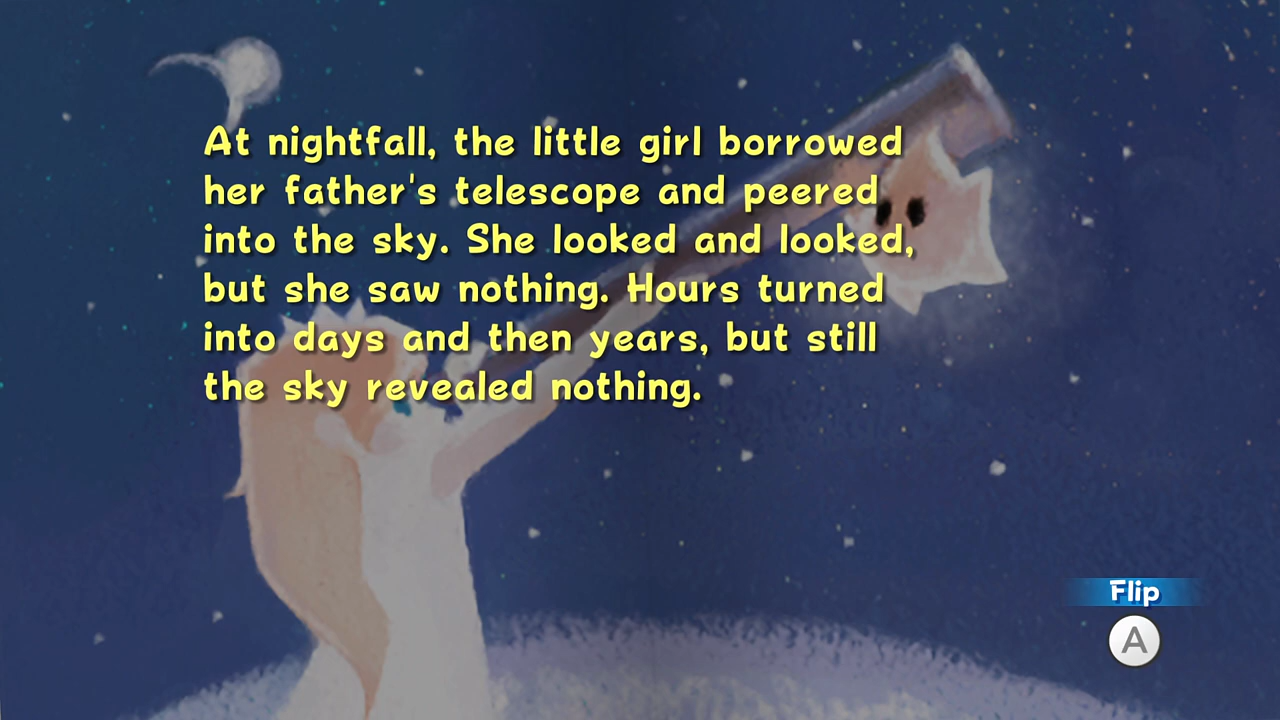 At nightfall, the little girl borrowed
her father's telescope and peered
into the sky. She looked and looked,
but she saw nothing. Hours turned
into days and then years, but still
the sky revealed nothing.
Flip
A